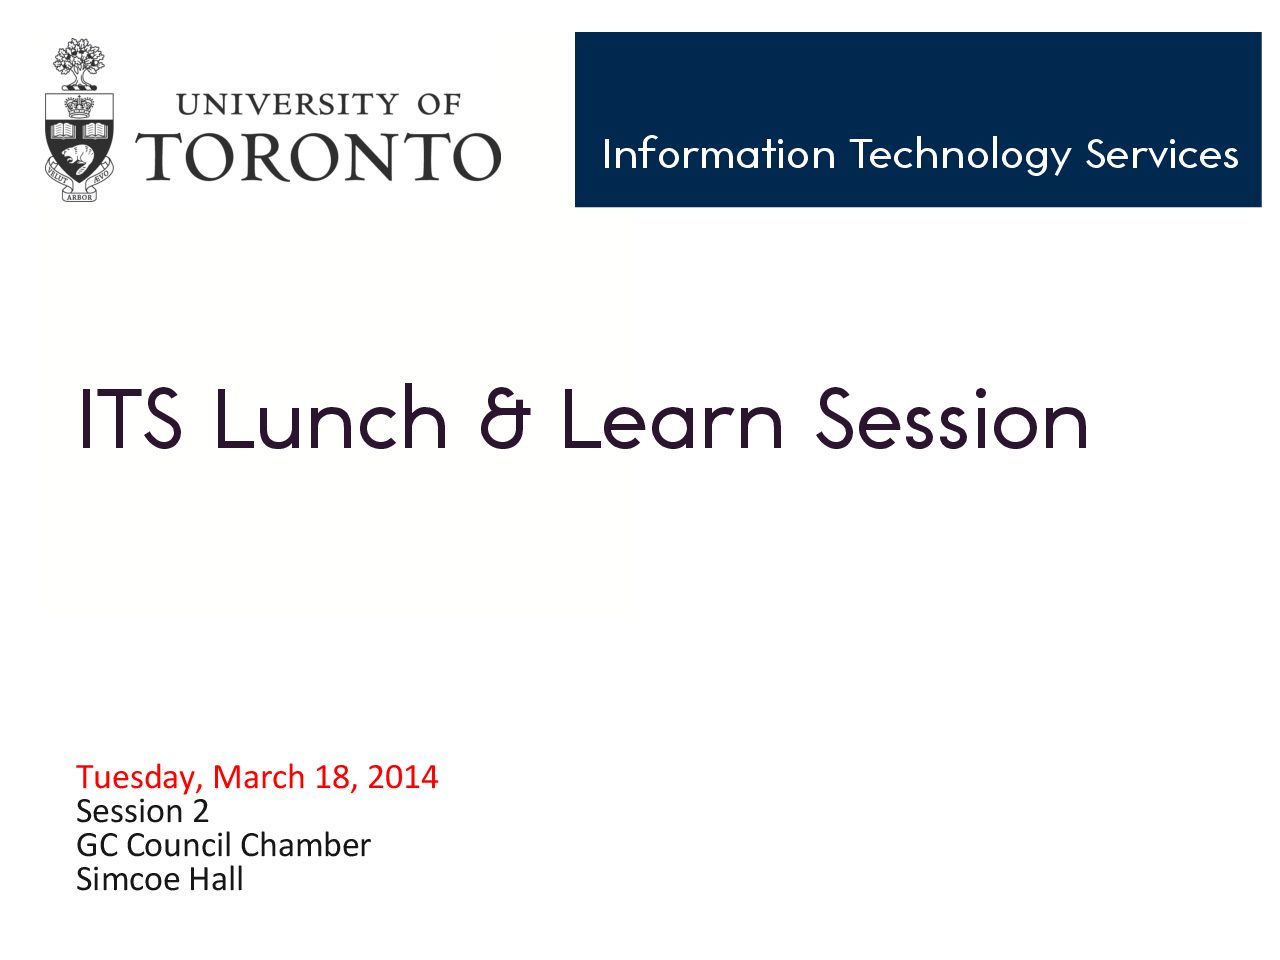 UNIVERSITY OF
TORONTO
VELUT
ÆVO
ARBOR
Information Technology Services
ITS Lunch & Learn Session
Tuesday, March 18, 2014
Session 2
GC Council Chamber
Simcoe Hall